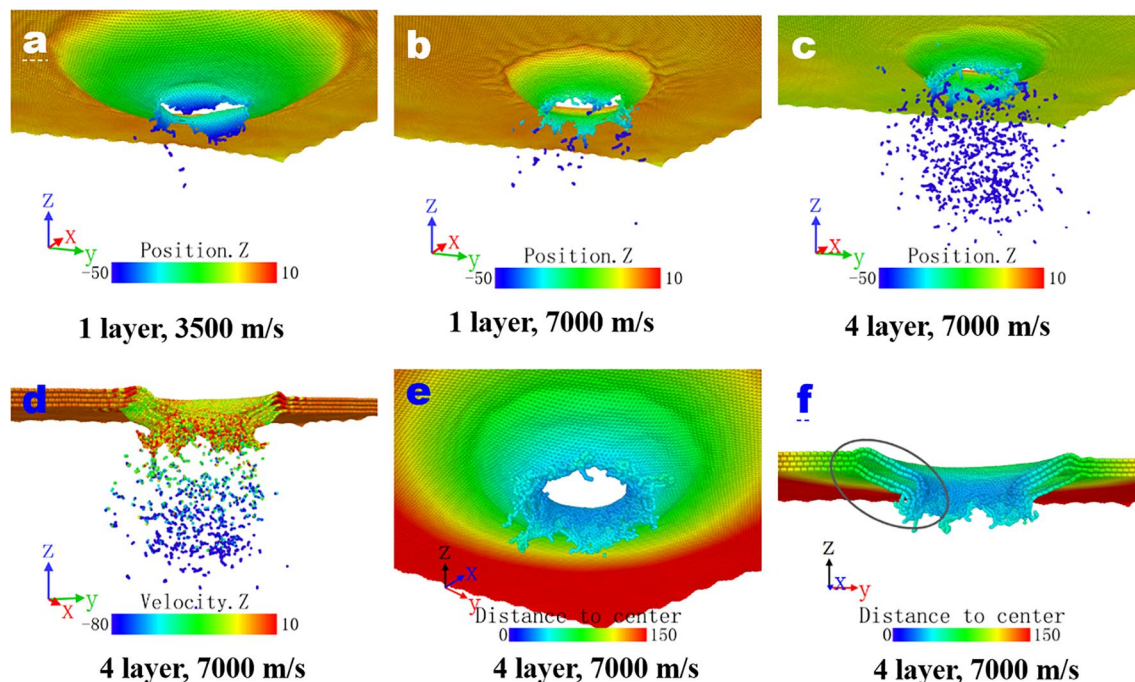 a
b
c
Z
X
y
Position.Z
-50
10
1 layer, 3500 m/s
Z
X
y
Position.Z
-50
10
1 layer, 7000 m/s
Z
X
y
Position.Z
-50
10
4 layer, 7000 m/s
d
e
f
Z
y
X
Velocity.Z
-80
10
4 layer, 7000 m/s
Z
X
y
Distance to center
0
150
4 layer, 7000 m/s
Z
X
y
Distance to center
0
150
4 layer, 7000 m/s